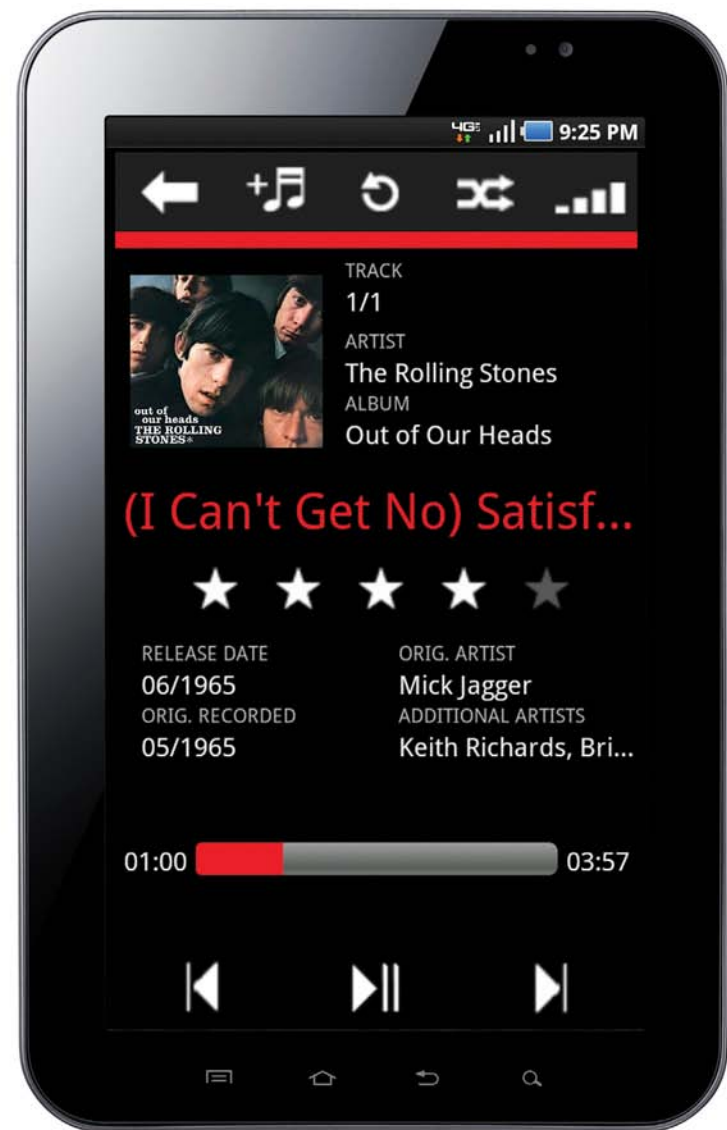 4G 9:25 PM
TRACK
1/1
ARTIST
The Rolling Stones
ALBUM
Out of Our Heads
out of
our heads
THE ROLLING
STONES
(I Can't Get No) Satisf...
RELEASE DATE
06/1965
ORIG. ARTIST
Mick Jagger
ORIG. RECORDED
05/1965
ADDITIONAL ARTISTS
Keith Richards, Bri...
01:00
03:57